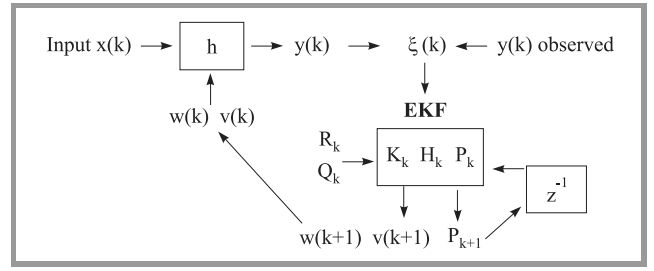 Input x(k) h y(k) ξ(k) y(k) observed
w(k) v(k)
EKF
R_k
Q_k
K_k H_k P_k
z^-1
w(k+1) v(k+1) P_k+1